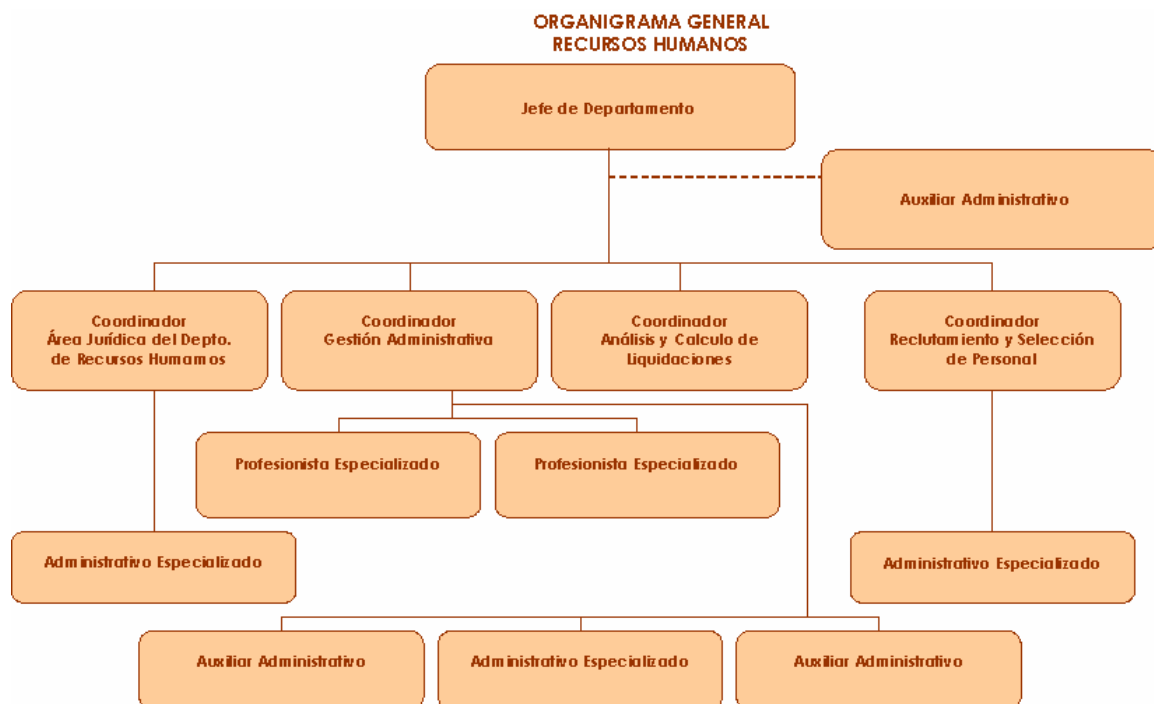 ORGANIGRAMA GENERAL
RECURSOS HUMANOS
Jefe de Departamento
Auxiliar Administrativo
Coordinador
Área Jurídica del Depto.
de Recursos Humamos
Coordinador
Gestión Administrativa
Coordinador
Análisis y Calculo de
Liquidaciones
Coordinador
Reclutamiento y Selección
de Personal
Profesionista Especializado
Profesionista Especializado
Administrativo Especializado
Administrativo Especializado
Auxiliar Administrativo
Administrativo Especializado
Auxiliar Administrativo